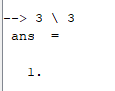 --> 3 \ 3
ans  =

   1.